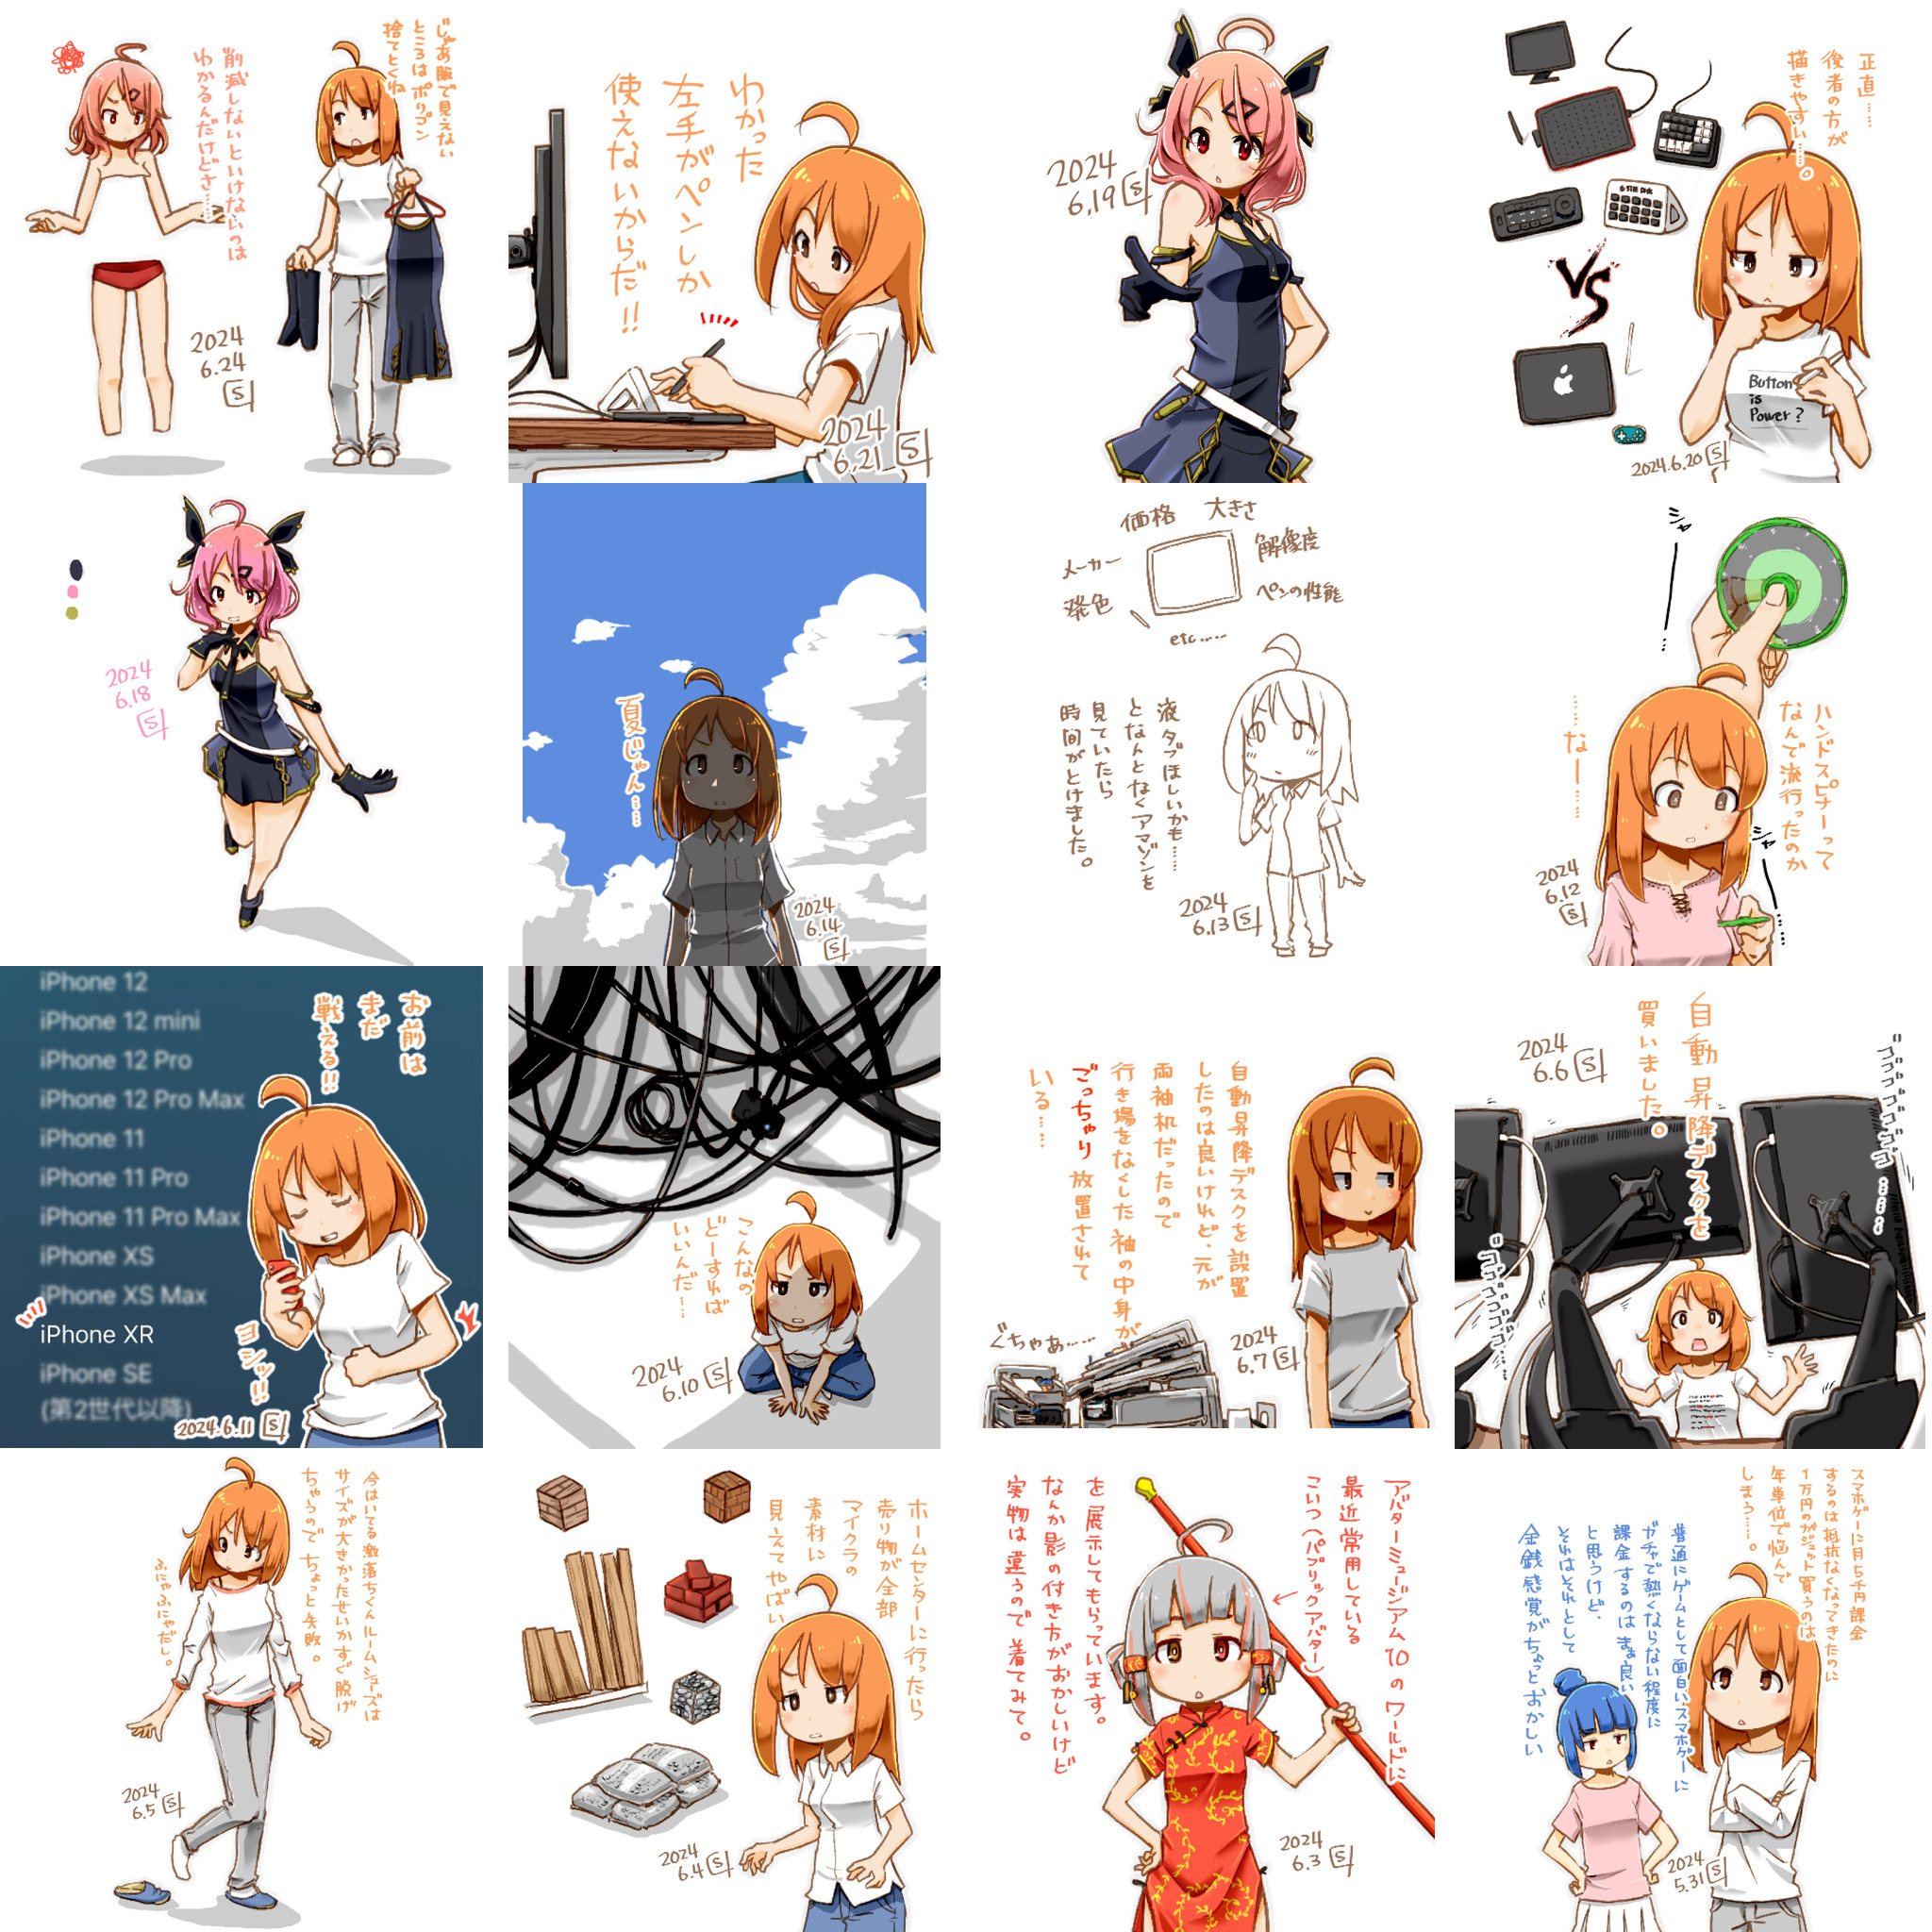 じゃあ服で見えない
ところはポリゴン
捨てとくね
削減しないといけないのは
わかるんだけどさ……
2024
6.24
わかった
左手がペンしか
使えないからだ!!
2024
6.21
2024
6.19
正直……
後者の方が
描きやすい……。
VS
Button
is
Power?
2024.6.20
2024
6.18
夏じゃん……
2024
6.14
価格
大きさ
メーカー
解像度
発色
ペンの性能
etc……
液タブほしいかも……
となんとなくアマゾンを
見ていたら
時間がとけました。
2024
6.13
シャ
ハンドスピナーって
なんで流行ったのか
……なー……
シャ
2024
6.12
iPhone 12
iPhone 12 mini
iPhone 12 Pro
iPhone 12 Pro Max
iPhone 11
iPhone 11 Pro
iPhone 11 Pro Max
iPhone XS
iPhone XS Max
iPhone XR
iPhone SE
(第2世代以降)
お前は
まだ
戦える!!
ヨシッ!!
2024.6.11
こんなの
どーすれば
いいんだ……
2024
6.10
自動昇降デスクを設置
したのは良いけれど、元が
両袖机だったので
行き場をなくした袖の中身が
ごっちゃり放置されて
いる……
ぐちゃあ……
2024
6.7
自動昇降デスクを
買いました。
2024
6.6
ゴゴゴゴゴゴ……
ゴゴゴゴゴゴ……
今はいてる激落ちくんルームシューズは
サイズが大きかったせいかすぐ脱げ
ちゃうので ちょっと失敗。
ふにゃふにゃだし。
2024
6.5
ホームセンターに行ったら
売り物が全部
マイクラの
素材に
見えてやばい
2024
6.4
アバターミュージアム10のワールドに
最近常用している
こいつ(パブリックアバター)
を展示してもらっています。
なんか影の付き方がおかしいけど
実物は違うので着てみて。
2024
6.3
スマホゲーに月5千円課金
するのは抵抗なくなってきたのに
1万円のガジェット買うのは
年単位で悩んで
しまう……。
普通にゲームとして面白いスマホゲーに
ガチャで熱くならない程度に
課金するのはまぁ良い
と思うけど、
それはそれとして
金銭感覚がちょっとおかしい
2024
5.31